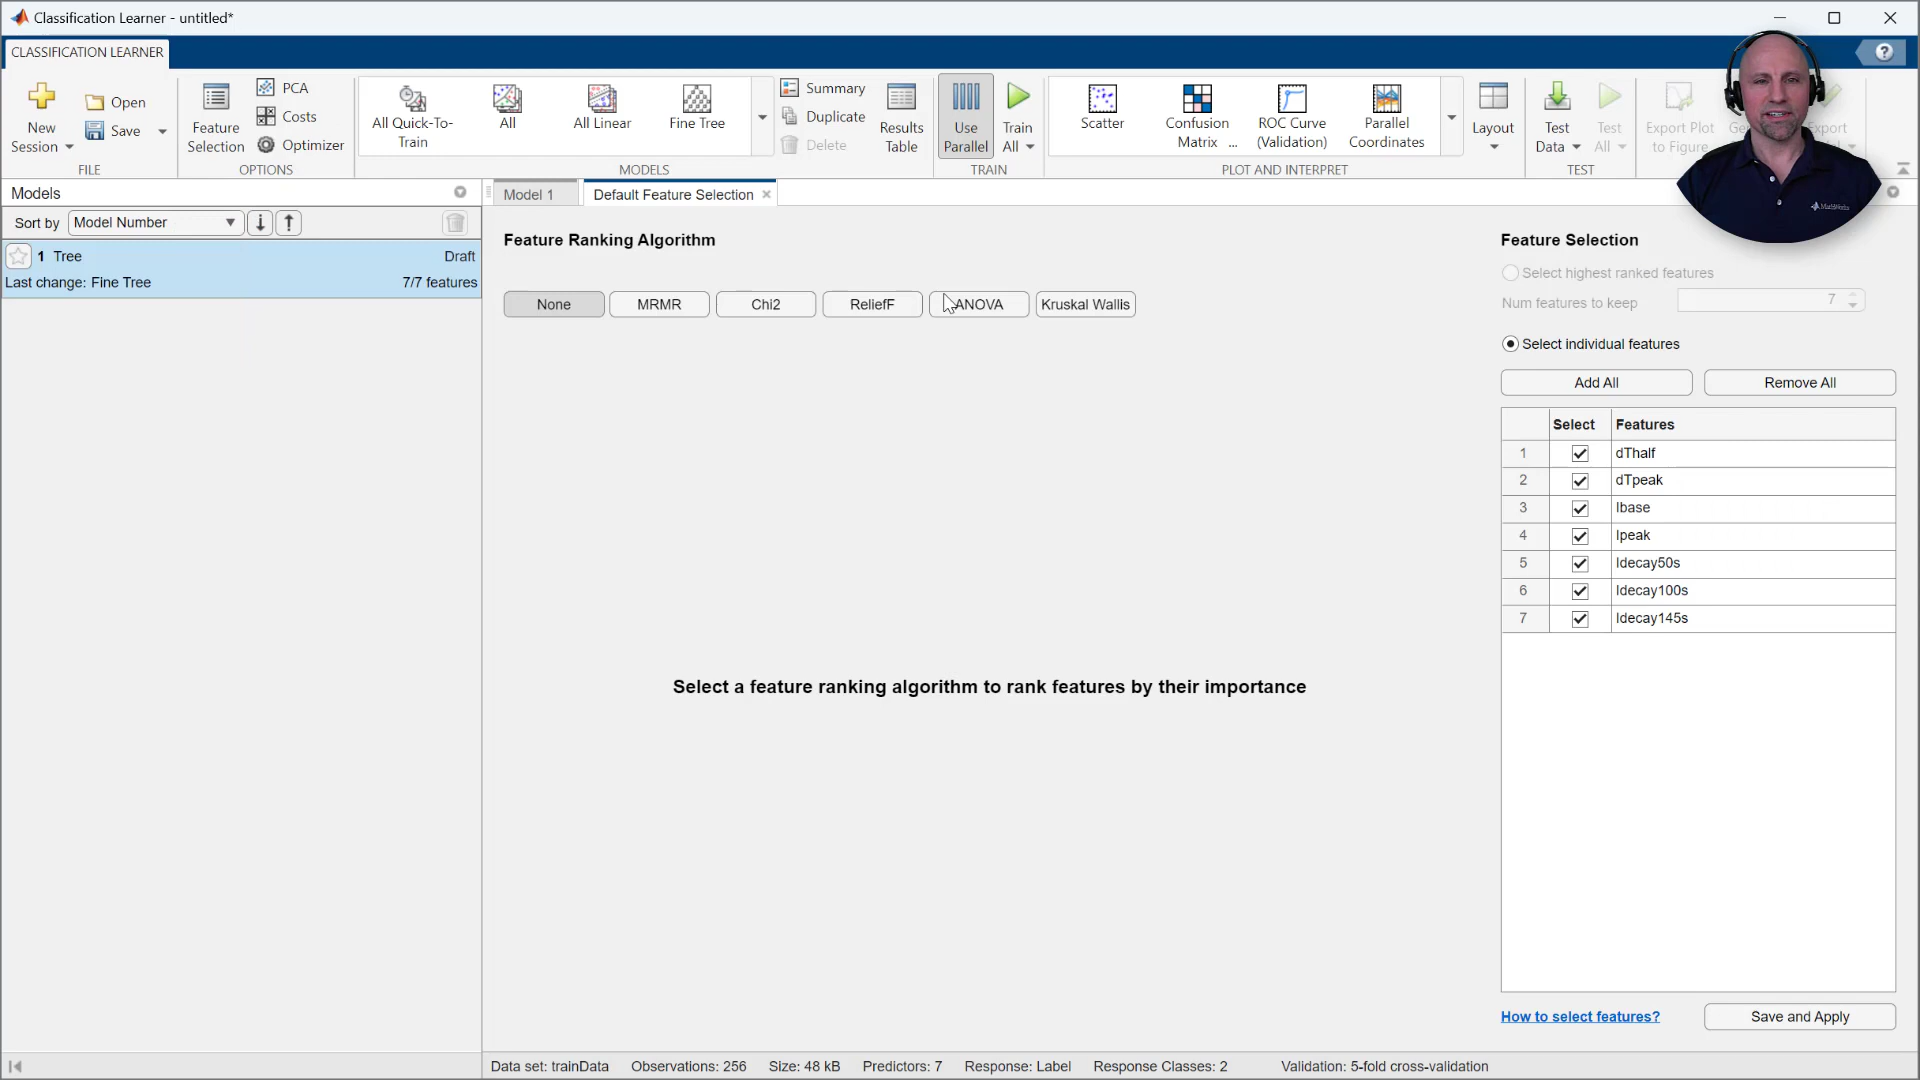 Classification Learner - untitled*
CLASSIFICATION LEARNER
?
New Session
Open
Save
FILE
Feature Selection
PCA
Costs
Optimizer
OPTIONS
All Quick-To-Train
All
All Linear
Fine Tree
MODELS
Summary
Duplicate
Delete
Results Table
Use Parallel
Train All
TRAIN
Scatter
Confusion Matrix ...
ROC Curve (Validation)
Parallel Coordinates
PLOT AND INTERPRET
Layout
Test Data
Test All
TEST
Export Plot to Figure
Export
MathWorks
Models
Sort by Model Number
1 Tree Draft
Last change: Fine Tree 7/7 features
Model 1
Default Feature Selection
Feature Ranking Algorithm
None MRMR Chi2 ReliefF ANOVA Kruskal Wallis
Select a feature ranking algorithm to rank features by their importance
Feature Selection
Select highest ranked features
Num features to keep 7
Select individual features
Add All Remove All
Select Features
1 dThalf
2 dTpeak
3 Ibase
4 Ipeak
5 Idecay50s
6 Idecay100s
7 Idecay145s
How to select features? Save and Apply
Data set: trainData Observations: 256 Size: 48 kB Predictors: 7 Response: Label Response Classes: 2 Validation: 5-fold cross-validation